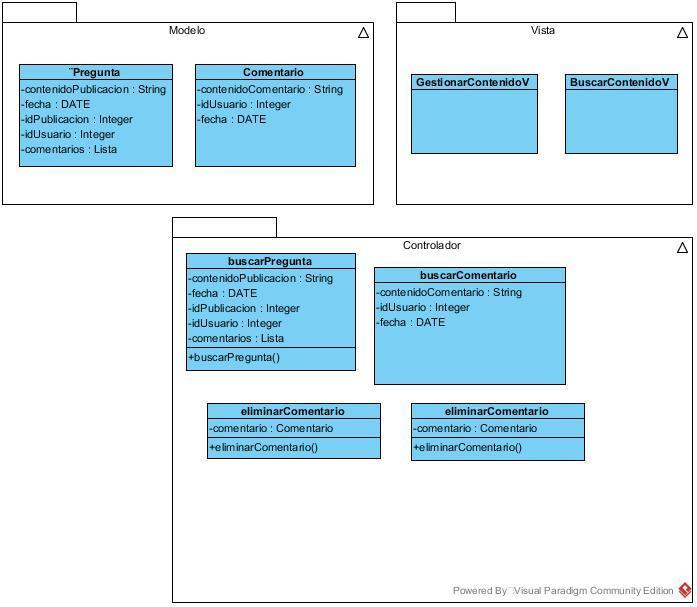 Modelo
¨Pregunta
-contenidoPublicacion : String
-fecha : DATE
-idPublicacion : Integer
-idUsuario : Integer
-comentarios : Lista
Comentario
-contenidoComentario : String
-idUsuario : Integer
-fecha : DATE
Vista
GestionarContenidoV
BuscarContenidoV
Controlador
buscarPregunta
-contenidoPublicacion : String
-fecha : DATE
-idPublicacion : Integer
-idUsuario : Integer
-comentarios : Lista
+buscarPregunta()
buscarComentario
-contenidoComentario : String
-idUsuario : Integer
-fecha : DATE
eliminarComentario
-comentario : Comentario
+eliminarComentario()
eliminarComentario
-comentario : Comentario
+eliminarComentario()
Powered By ¨Visual Paradigm Community Edition